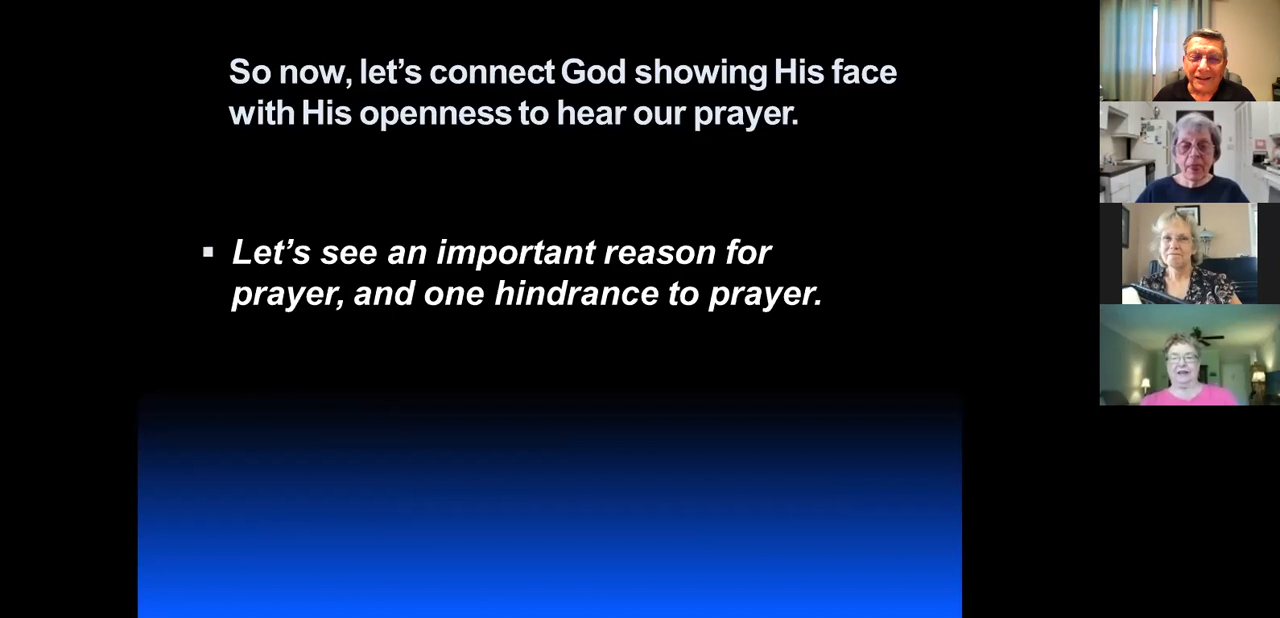 So now, let’s connect God showing His face
with His openness to hear our prayer.
▪ Let’s see an important reason for
prayer, and one hindrance to prayer.